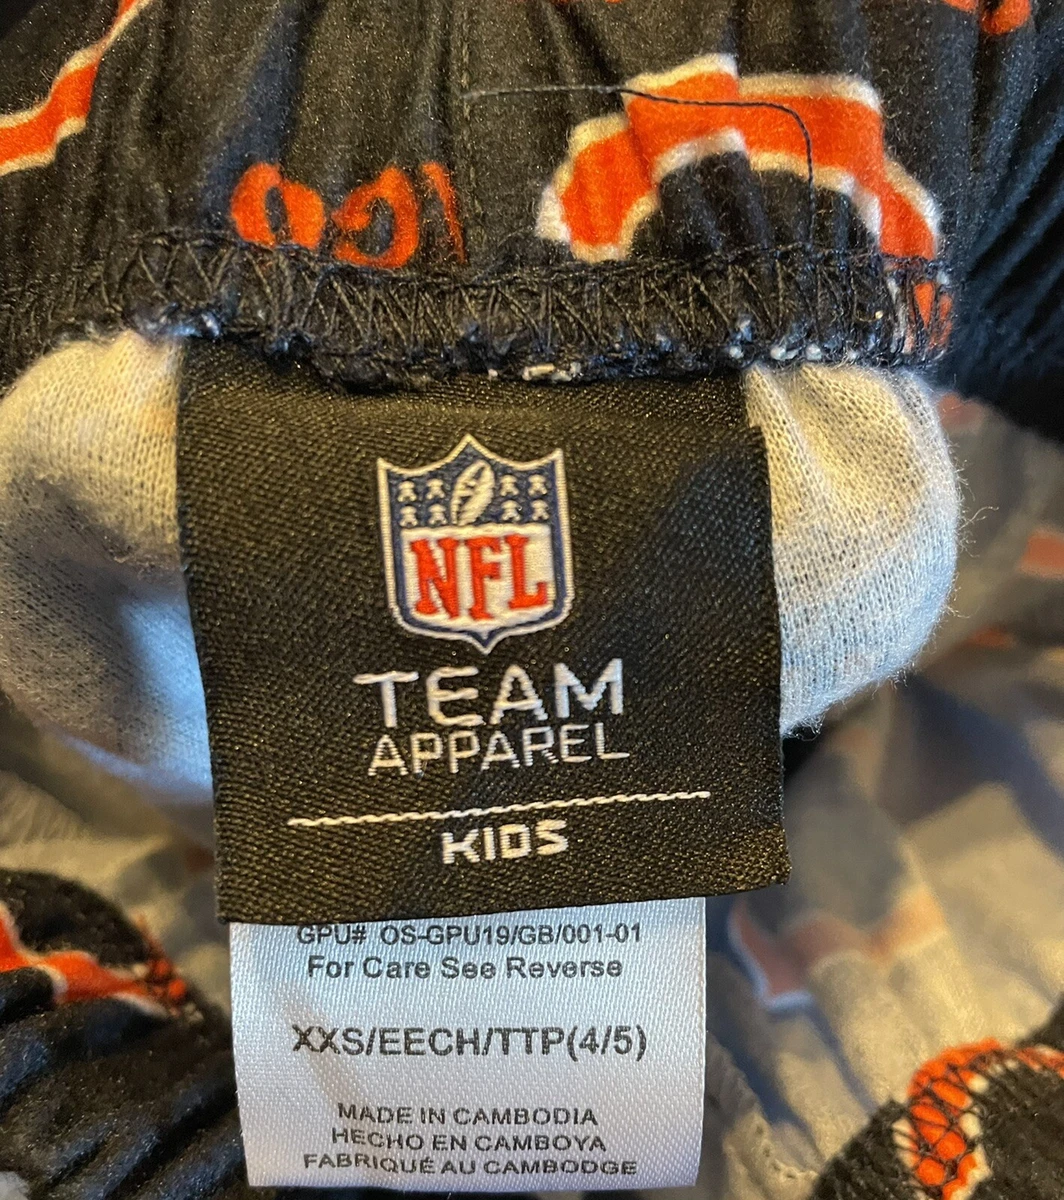 NFL
TEAM
APPAREL
KIDS
GPU# OS-GPU19/GB/001-01
For Care See Reverse
XXS/EECH/TTP(4/5)
MADE IN CAMBODIA
HECHO EN CAMBOYA
FABRIQUÉ AU CAMBODGE